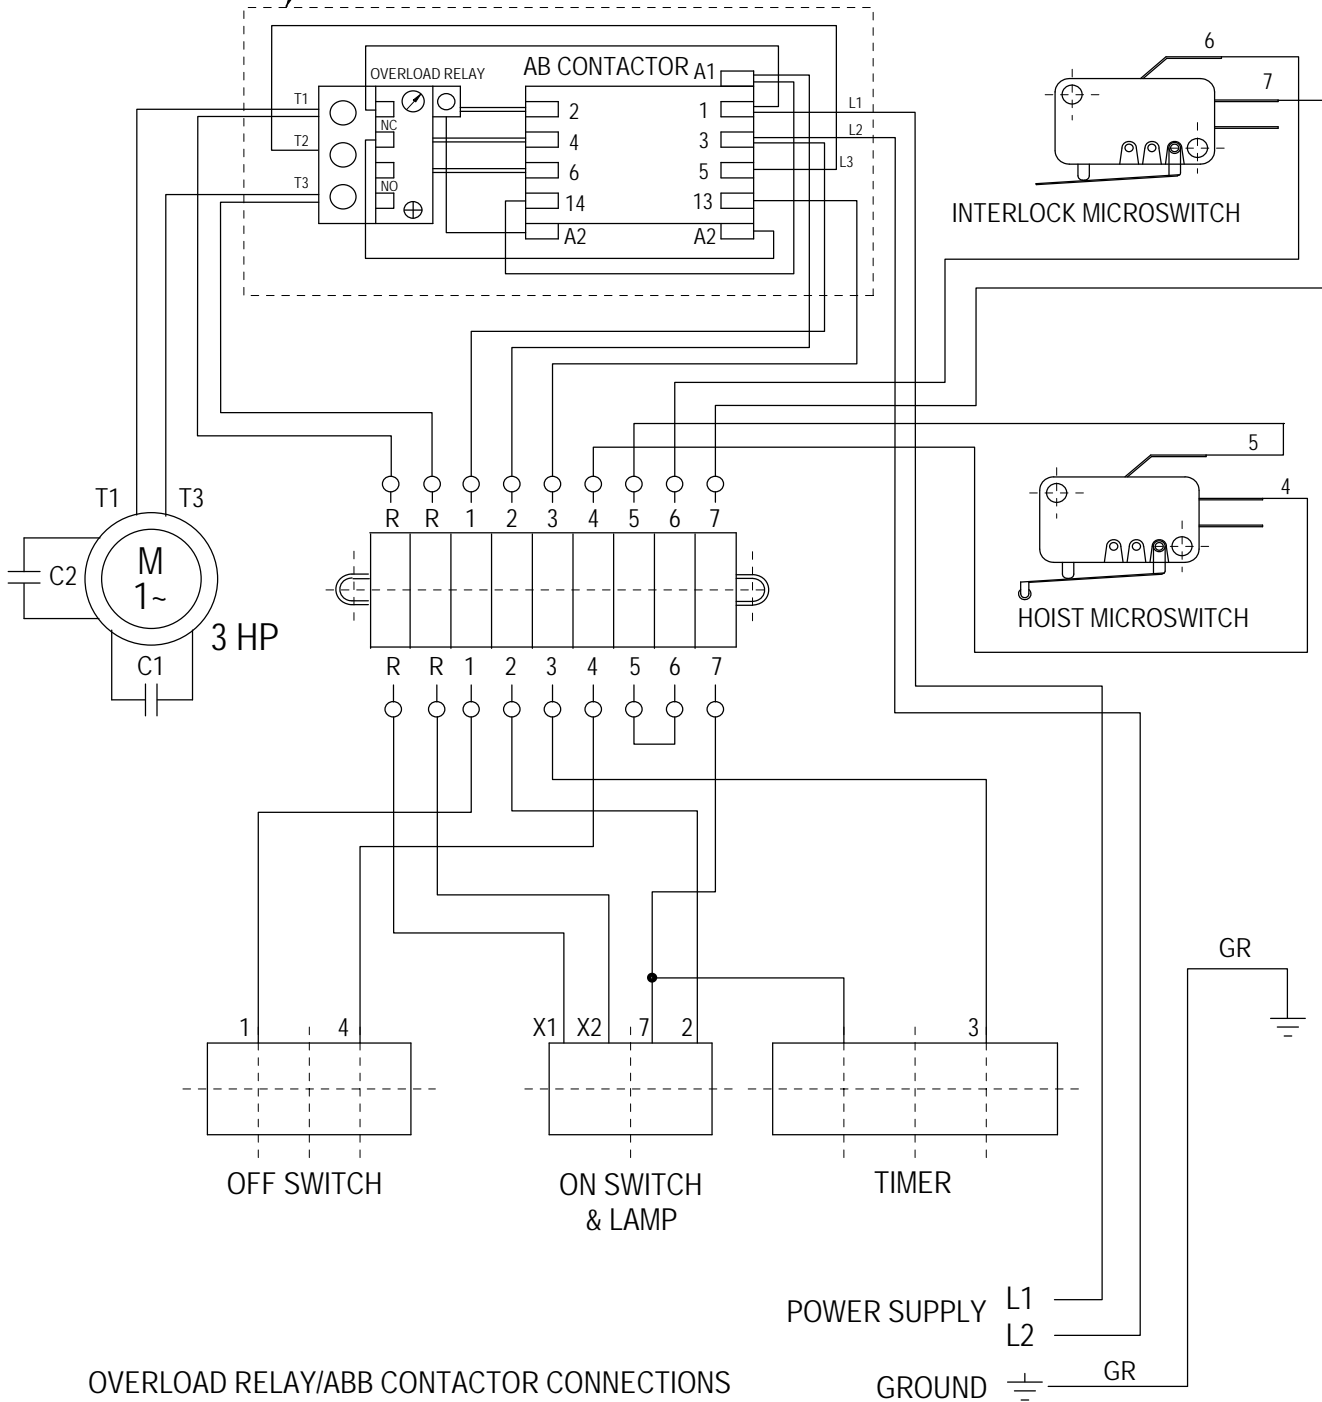 6
AB CONTACTOR A1
OVERLOAD RELAY
7
T1 2 1 L1
NC
T2 4 3 L2
6 5 L3
T3 NO
14 13
A2 A2
INTERLOCK MICROSWITCH
5
4
T1 T3
R R 1 2 3 4 5 6 7
M
1~
C2
HOIST MICROSWITCH
3 HP
C1
R R 1 2 3 4 5 6 7
GR
1 4 X1 X2 7 2 3
OFF SWITCH
ON SWITCH
& LAMP
TIMER
POWER SUPPLY L1
L2
GR
OVERLOAD RELAY/ABB CONTACTOR CONNECTIONS
GROUND